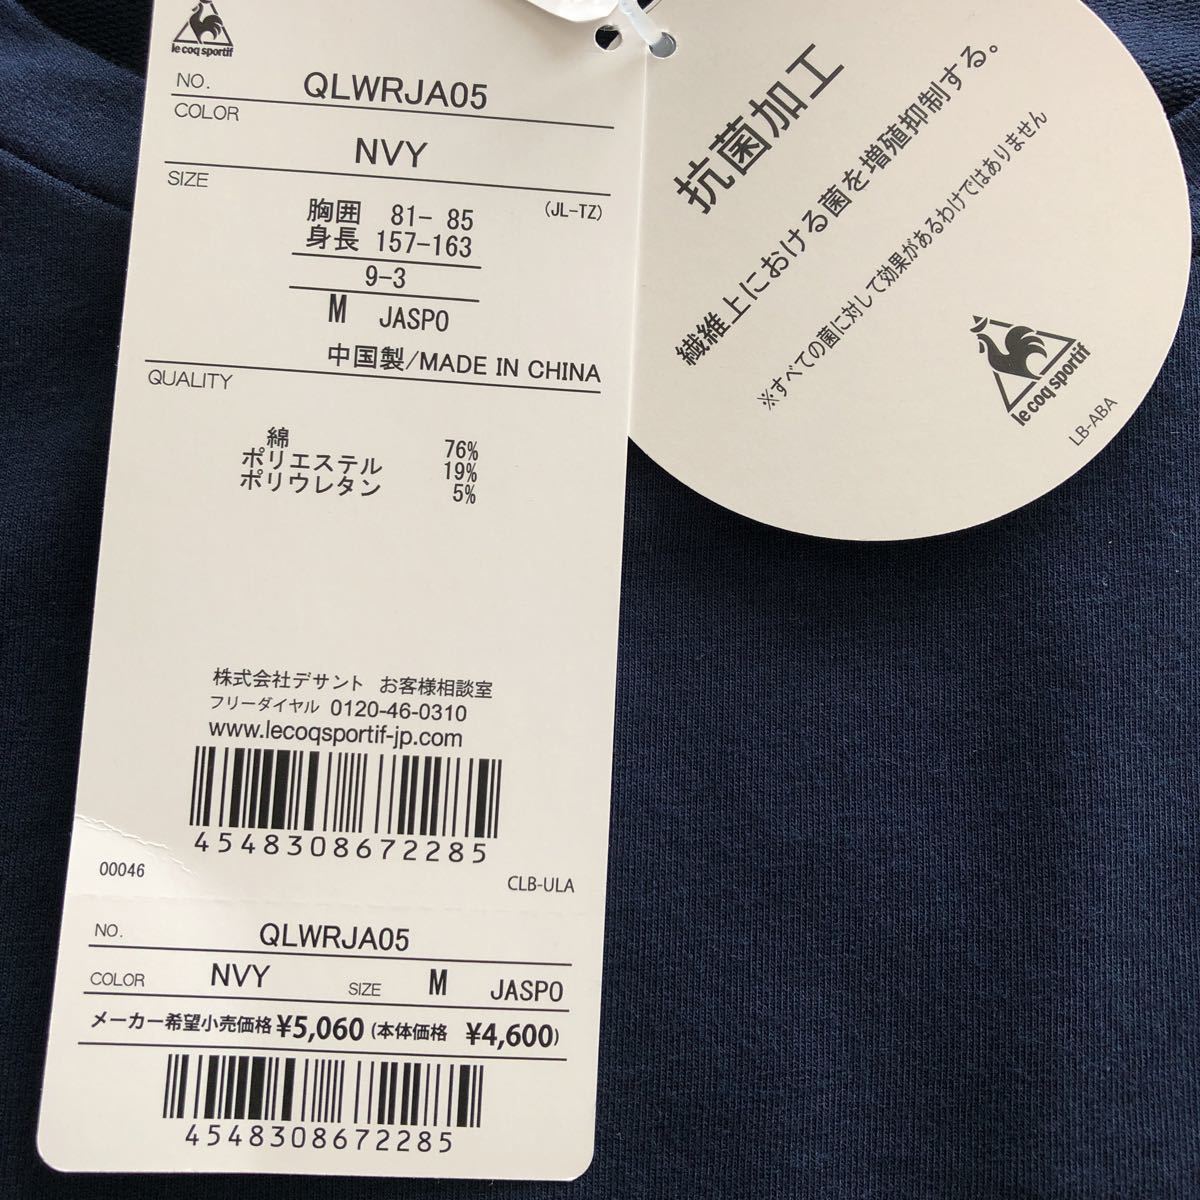 le coq sportif
NO. QLWRJA05
COLOR
NVY
SIZE
胸囲 81- 85 (JL-TZ)
身長 157-163
9-3
M JASPO
中国製/MADE IN CHINA
QUALITY
綿 76%
ポリエステル 19%
ポリウレタン 5%
株式会社デサント お客様相談室
フリーダイヤル 0120-46-0310
www.lecoqsportif-jp.com
4548308672285
00046 CLB-ULA
NO. QLWRJA05
COLOR NVY SIZE M JASPO
メーカー希望小売価格 ¥5,060 (本体価格 ¥4,600)
4548308672285
抗菌加工
繊維上における菌を増殖抑制する。
※すべての菌に対して効果があるわけではありません
le coq sportif
LB-ABA